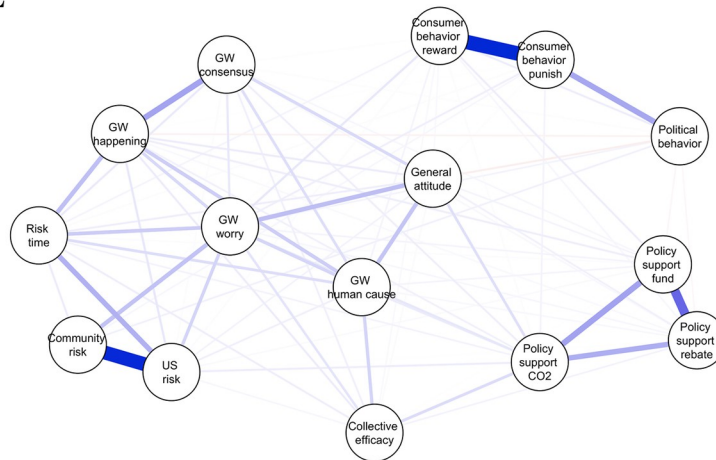 Consumer
behavior
reward
Consumer
behavior
punish
GW
consensus
GW
happening
Political
behavior
General
attitude
Risk
time
GW
worry
GW
human cause
Policy
support
fund
Community
risk
US
risk
Policy
support
CO2
Policy
support
rebate
Collective
efficacy